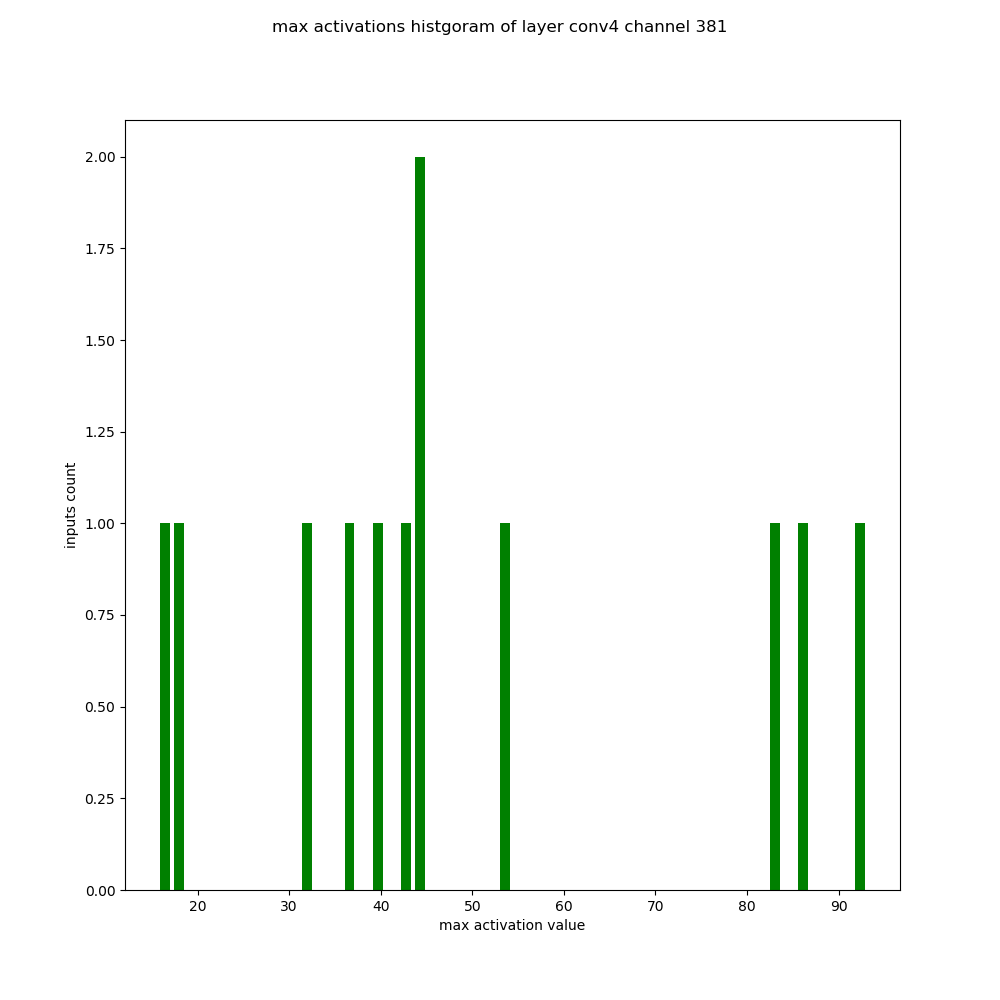 max activations histgoram of layer conv4 channel 381
2.00
1.75
1.50
1.25
1.00
0.75
0.50
0.25
0.00
inputs count
20 30 40 50 60 70 80 90
max activation value